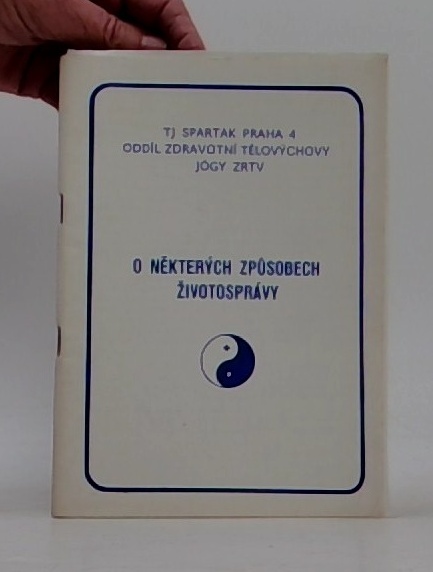 TJ SPARTAK PRAHA 4
ODDÍL ZDRAVOTNÍ TĚLOVÝCHOVY
JÓGY ZRTV
O NĚKTERÝCH ZPŮSOBECH
ŽIVOTOSPRÁVY